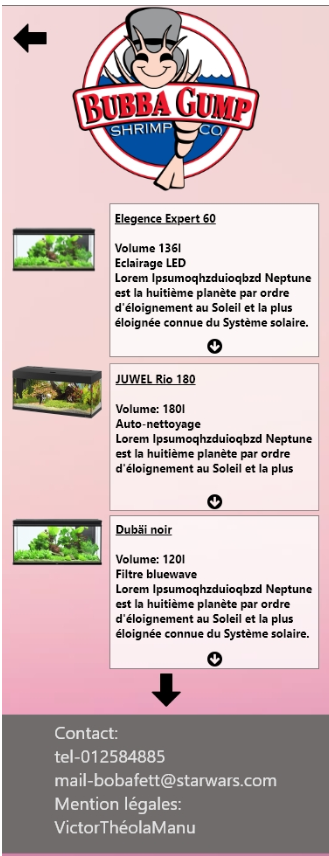 BUBBA GUMP
SHRIMP CO.
Elegence Expert 60
Volume 136l
Eclairage LED
Lorem Ipsumoqhzduioqbzd Neptune
est la huitième planète par ordre
d'éloignement au Soleil et la plus
éloignée connue du Système solaire.
JUWEL Rio 180
Volume: 180l
Auto-nettoyage
Lorem Ipsumoqhzduioqbzd Neptune
est la huitième planète par ordre
d'éloignement au Soleil et la plus
Dubäi noir
Volume: 120l
Filtre bluewave
Lorem Ipsumoqhzduioqbzd Neptune
est la huitième planète par ordre
d'éloignement au Soleil et la plus
éloignée connue du Système solaire.
Contact:
tel-012584885
mail-bobafett@starwars.com
Mention légales:
VictorThéolaManu